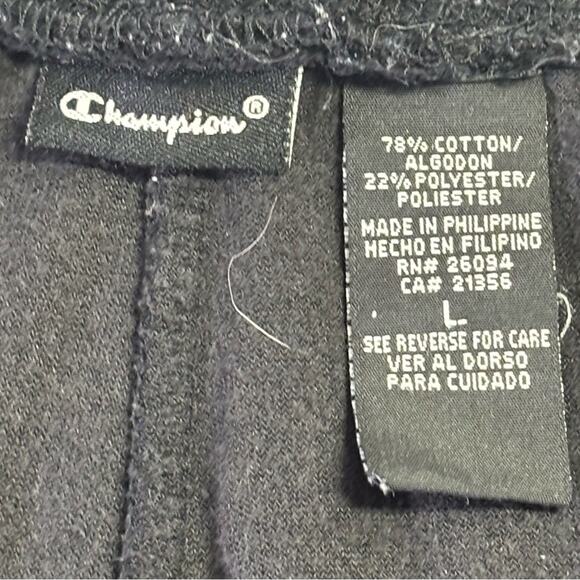 Champion®
78% COTTON/
ALGODON
22% POLYESTER/
POLIESTER
MADE IN PHILIPPINE
HECHO EN FILIPINO
RN# 26094
CA# 21356
L
SEE REVERSE FOR CARE
VER AL DORSO
PARA CUIDADO